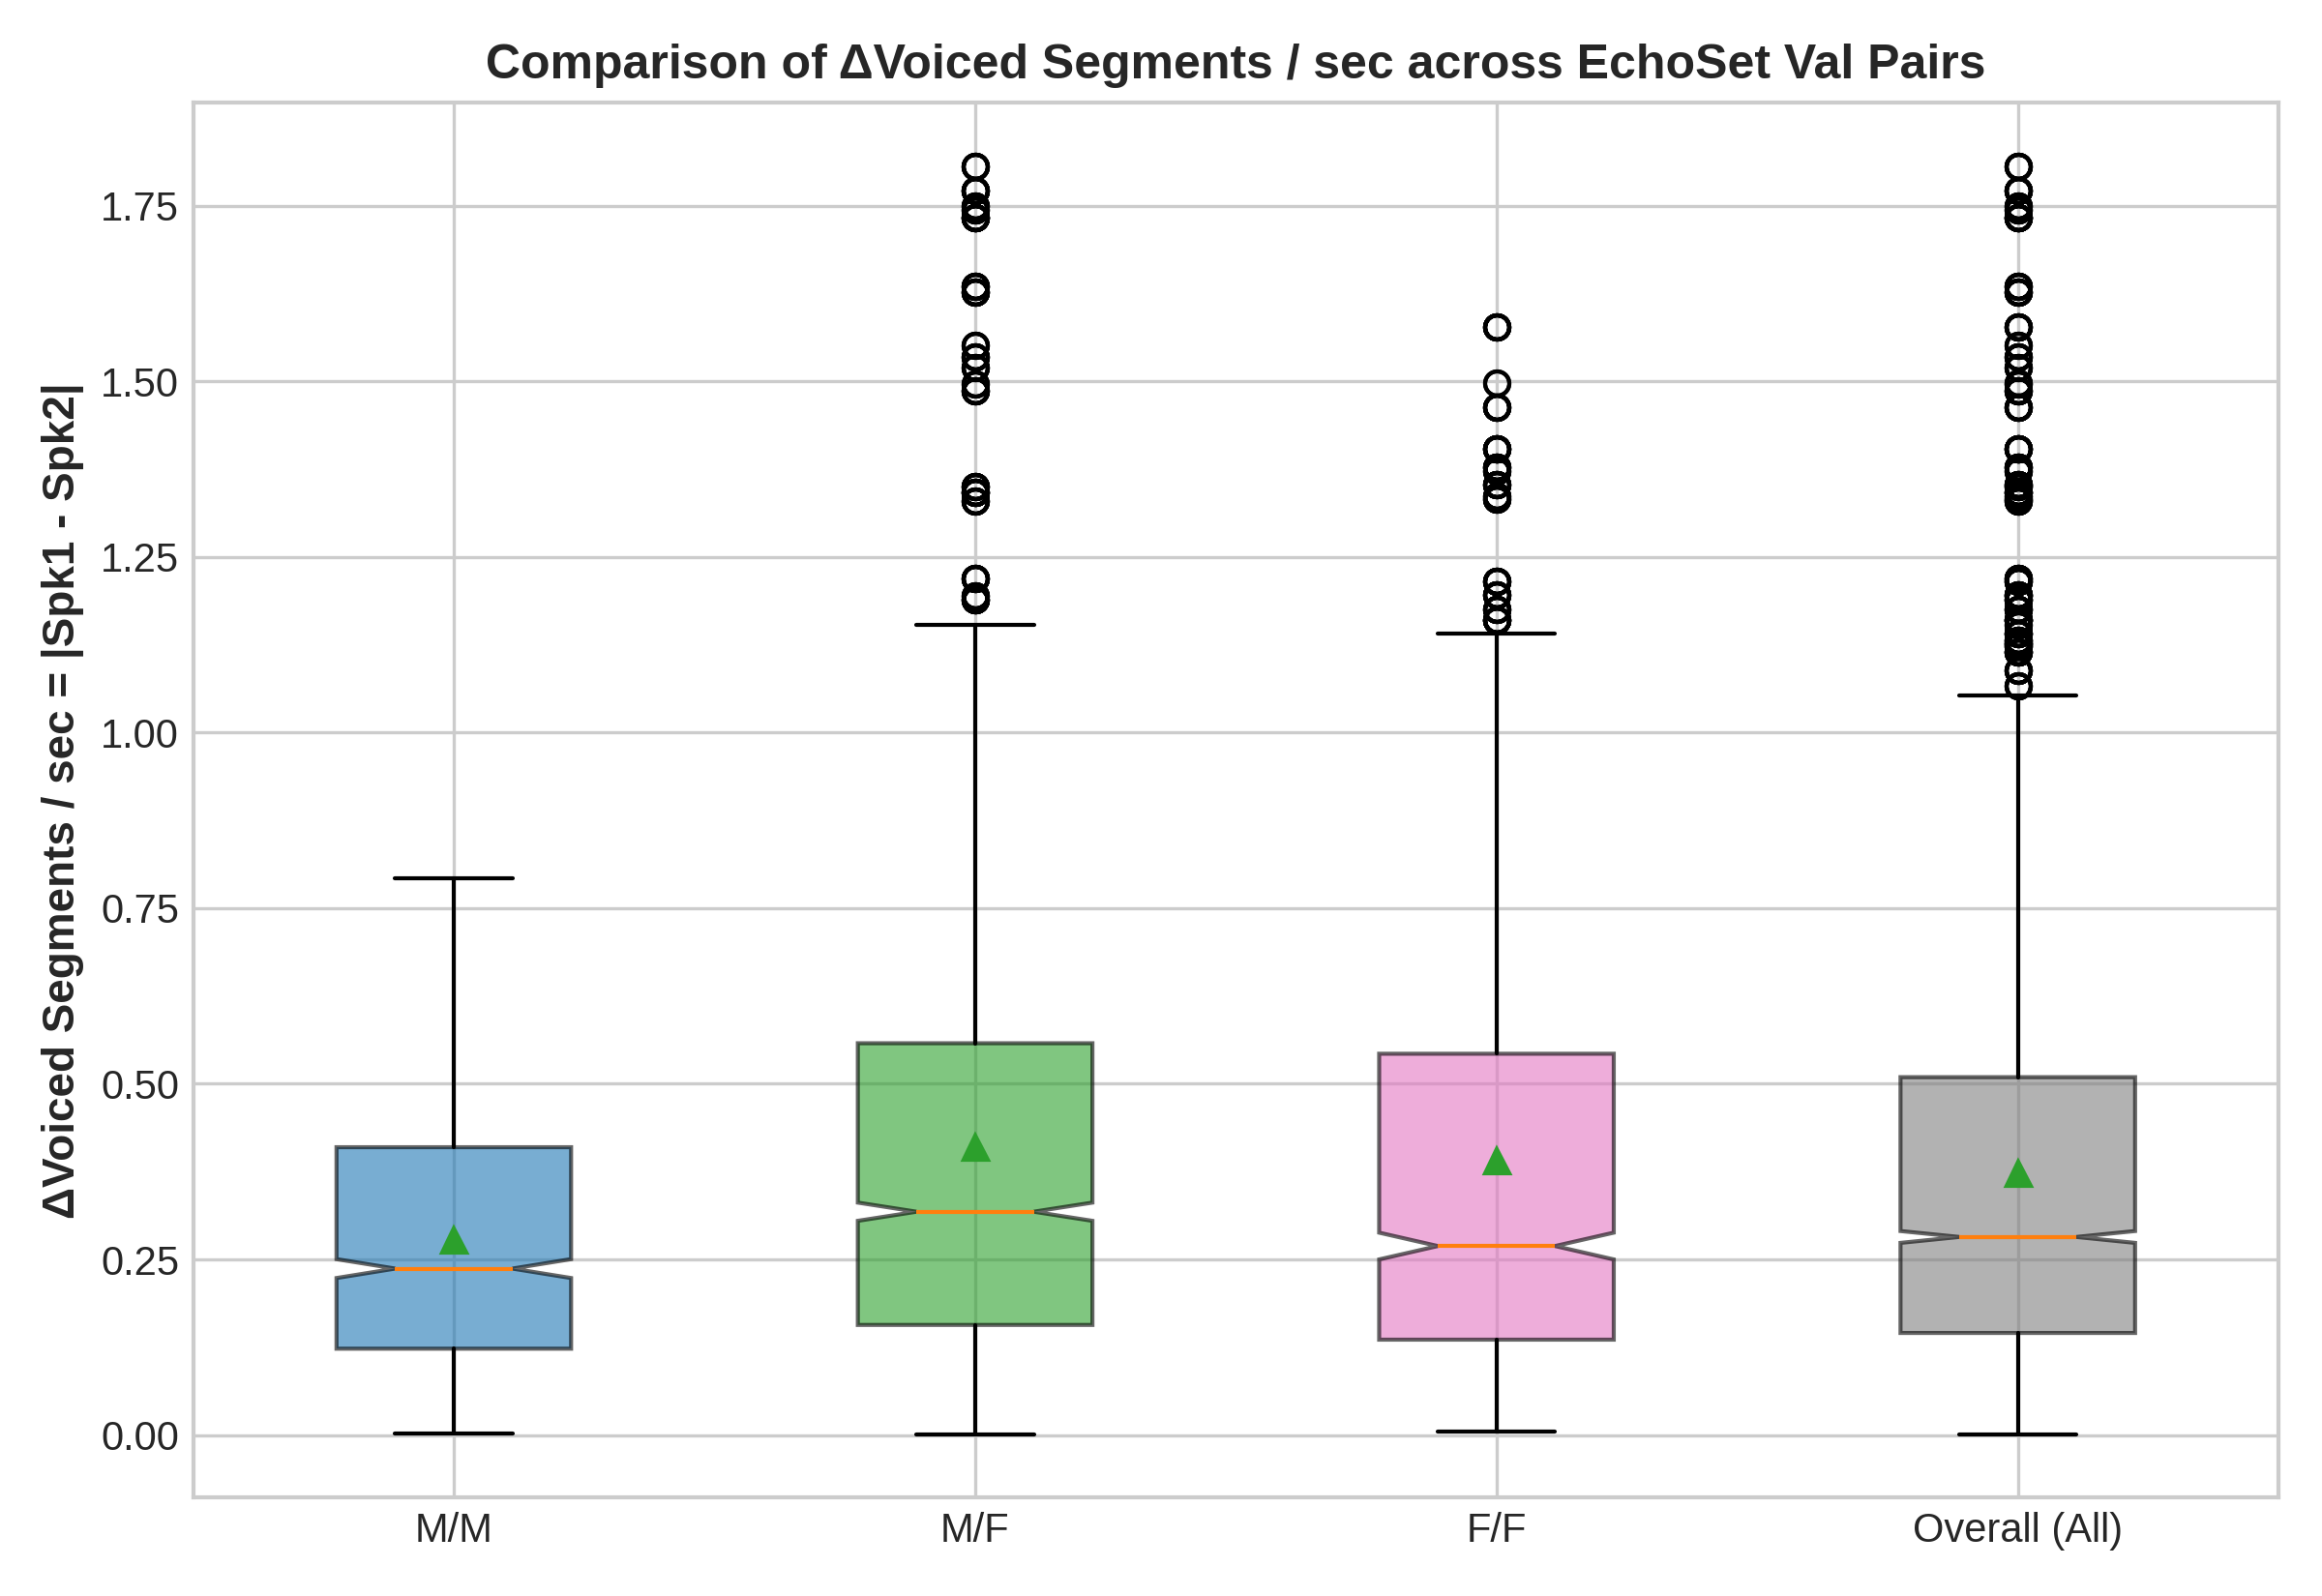 Comparison of ΔVoiced Segments / sec across EchoSet Val Pairs
ΔVoiced Segments / sec = |Spk1 - Spk2|
1.75
1.50
1.25
1.00
0.75
0.50
0.25
0.00
M/M
M/F
F/F
Overall (All)